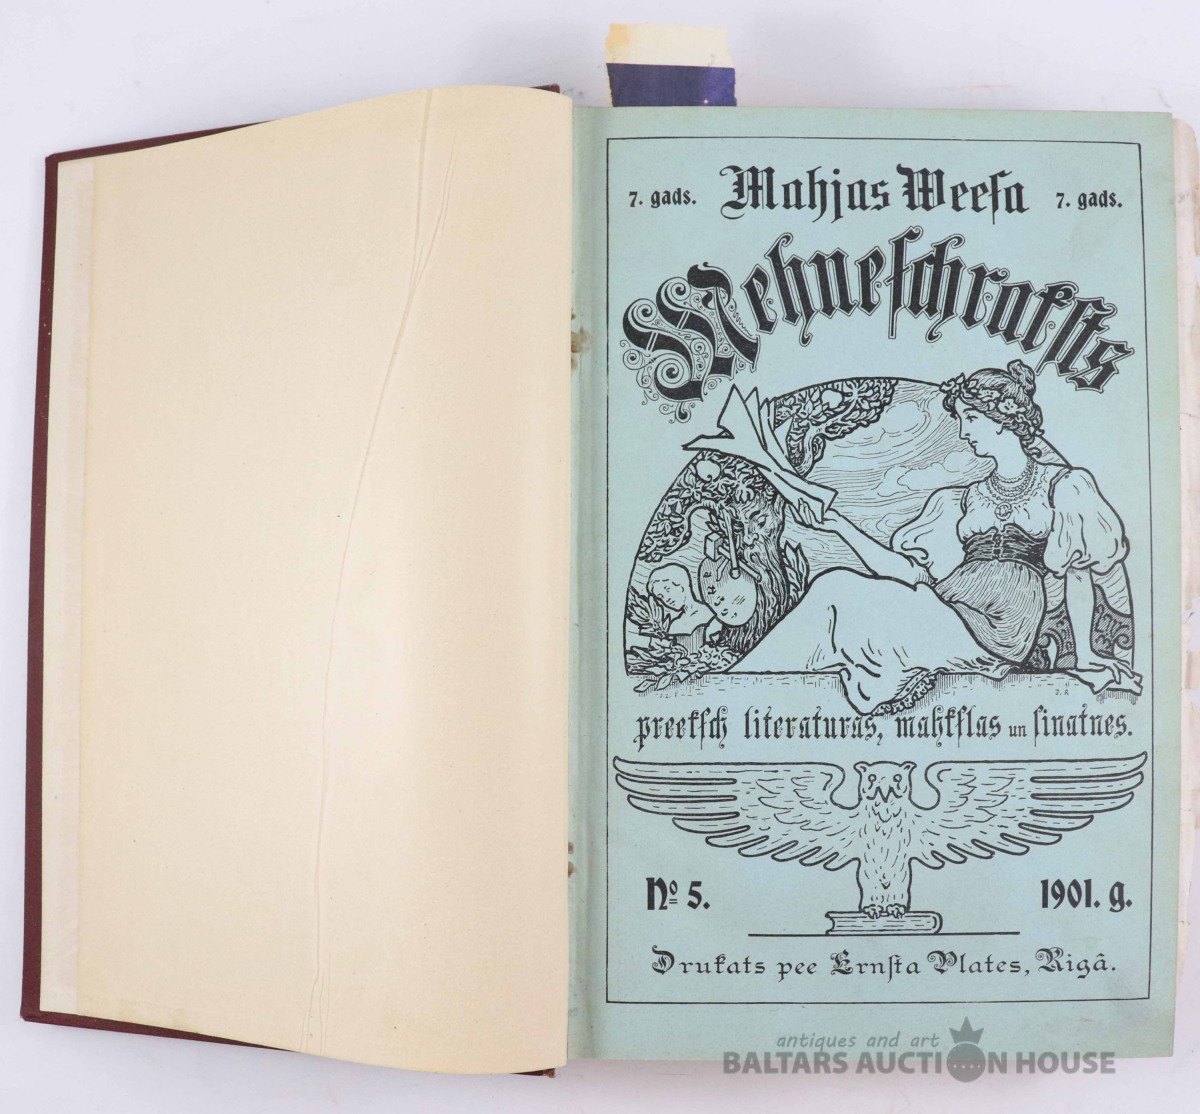 7. gads. Mahjas Weeſa 7. gads.
Mehneſchrakſts
preekſch literaturas, mahkſlas un ſinatnes.
№ 5. 1901. g.
Drukats pee Ernſta Plates, Rigâ.
antiques and art
BALTARS AUCTION HOUSE